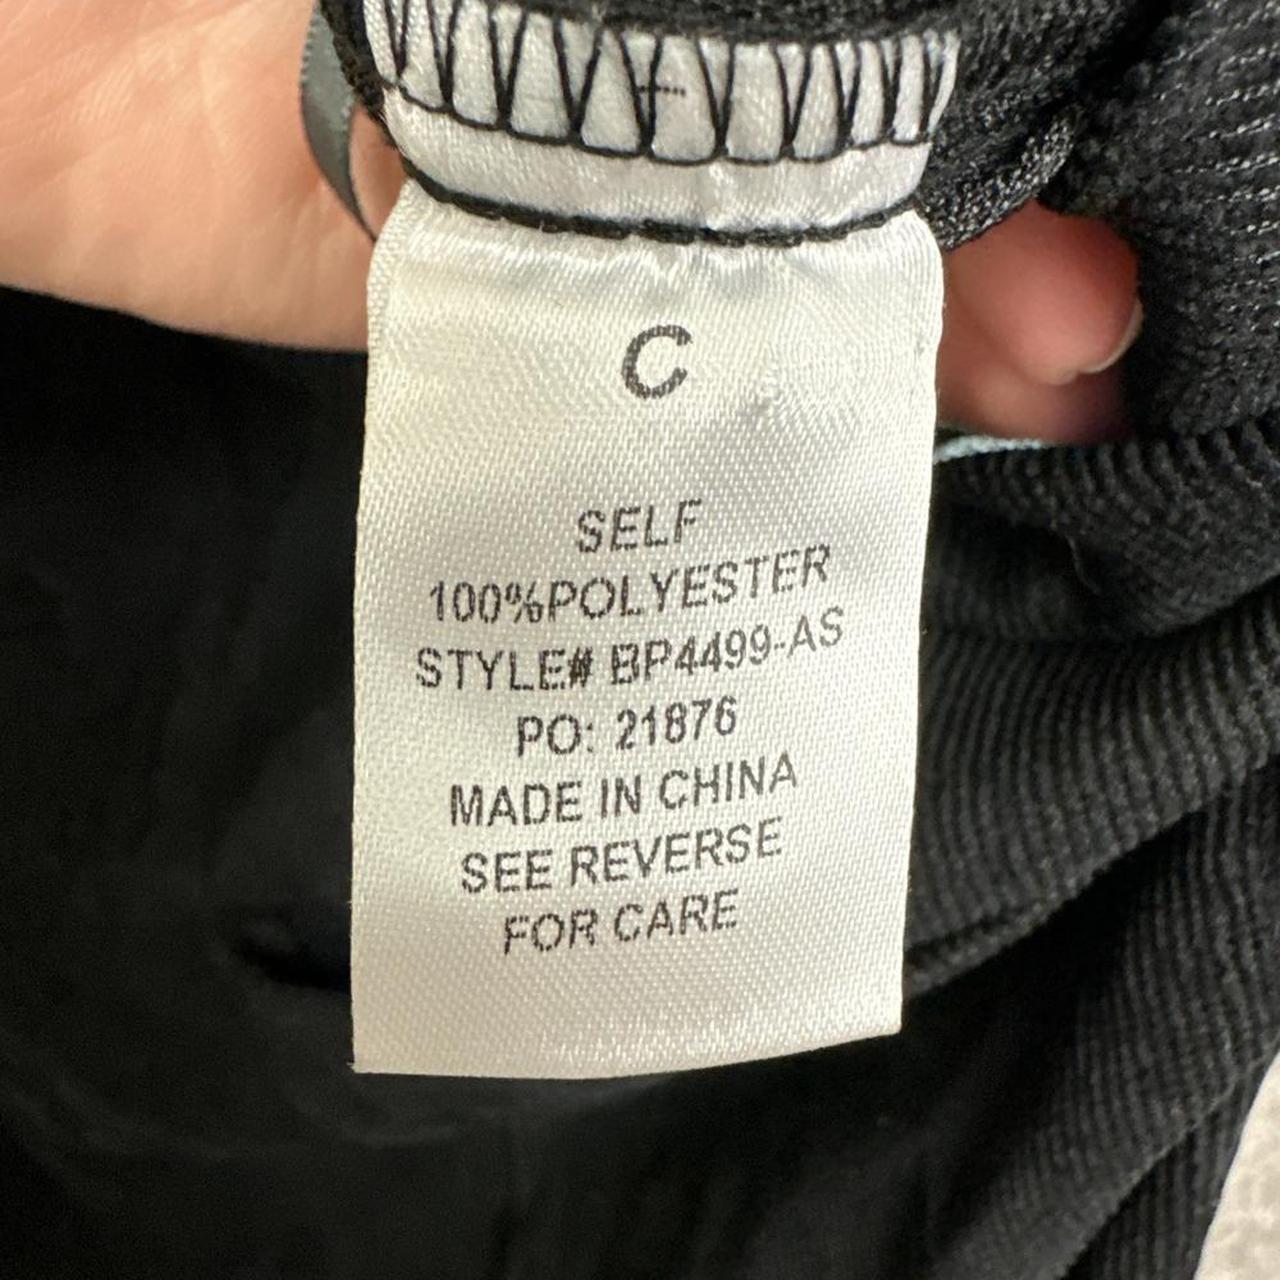 C
SELF
100%POLYESTER
STYLE# BP4499-AS
PO: 21876
MADE IN CHINA
SEE REVERSE
FOR CARE